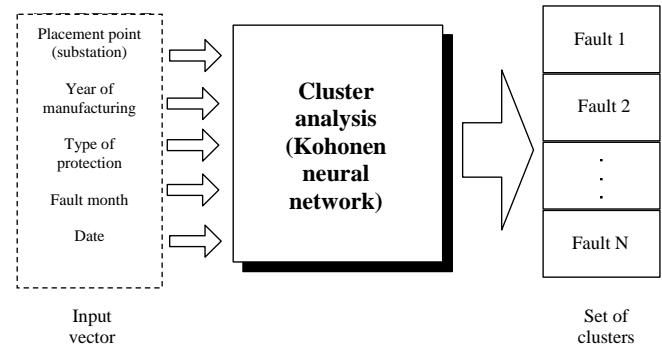 Placement point
(substation)
Year of
manufacturing
Type of
protection
Fault month
Date
Input
vector
Cluster
analysis
(Kohonen
neural
network)
Fault 1
Fault 2
.
.
.
Fault N
Set of
clusters